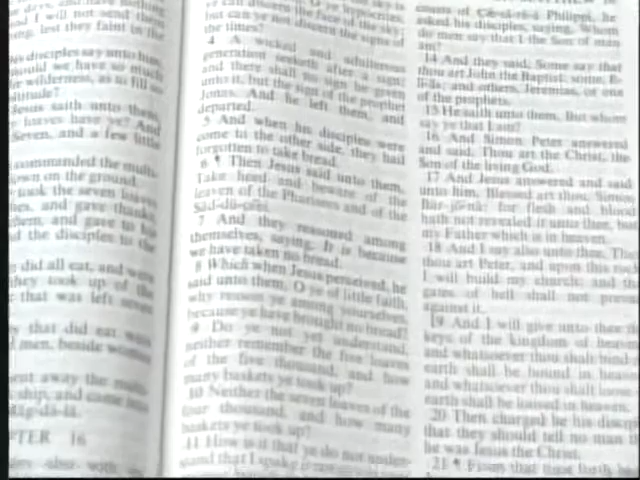 not, lest they faint in the
disciples say unto him,
should we have so much
wilderness, as to fill so
Jesus saith unto them,
loaves have ye? And
Seven, and a few little
commanded the multi-
down on the ground.
took the seven loaves
and gave thanks,
them, and gave to his
d the disciples to the
did all eat, and were
they took up of the
that was left seven
y that did eat were
men, beside women
sent away the multi-
ship, and came into
TER 16
ye can discern the face of the sky;
but can ye not discern the signs of
the times?
4 A wicked and adulterous
generation seeketh after a sign;
and there shall no sign be given
unto it, but the sign of the prophet
Jonas. And he left them, and
departed.
5 And when his disciples were
come to the other side, they had
forgotten to take bread.
6 ¶ Then Jesus said unto them,
Take heed and beware of the
leaven of the Pharisees and of the
Săd-dū-çēes.
7 And they reasoned among
themselves, saying, It is because
we have taken no bread.
8 Which when Jesus perceived, he
said unto them, O ye of little faith,
why reason ye among yourselves,
because ye have brought no bread?
9 Do ye not yet understand,
neither remember the five loaves
of the five thousand, and how
many baskets ye took up?
10 Neither the seven loaves of the
four thousand, and how many
baskets ye took up?
11 How is it that ye do not under-
stand that I spake
coasts of Philippi, he
asked his disciples, saying, Whom
do men say that I the Son of man
am?
14 And they said, Some say that
thou art John the Baptist: some, E-
lī-as; and others, Jeremias, or one
of the prophets.
15 He saith unto them, But whom
say ye that I am?
16 And Simon Peter answered
and said, Thou art the Christ, the
Son of the living God.
17 And Jesus answered and said
unto him, Blessed art thou, Simon
Bar-jō-nà: for flesh and blood
hath not revealed it unto thee, but
my Father which is in heaven.
18 And I say also unto thee, That
thou art Peter, and upon this rock
I will build my church; and the
gates of hell shall not prevail
against it.
19 And I will give unto thee the
keys of the kingdom of heaven:
and whatsoever thou shalt bind
earth shall be bound in heaven:
and whatsoever thou shalt loose
earth shall be loosed in heaven.
20 Then charged he his disciples
that they should tell no man
he was Jesus the Christ.
21 ¶ From that time forth